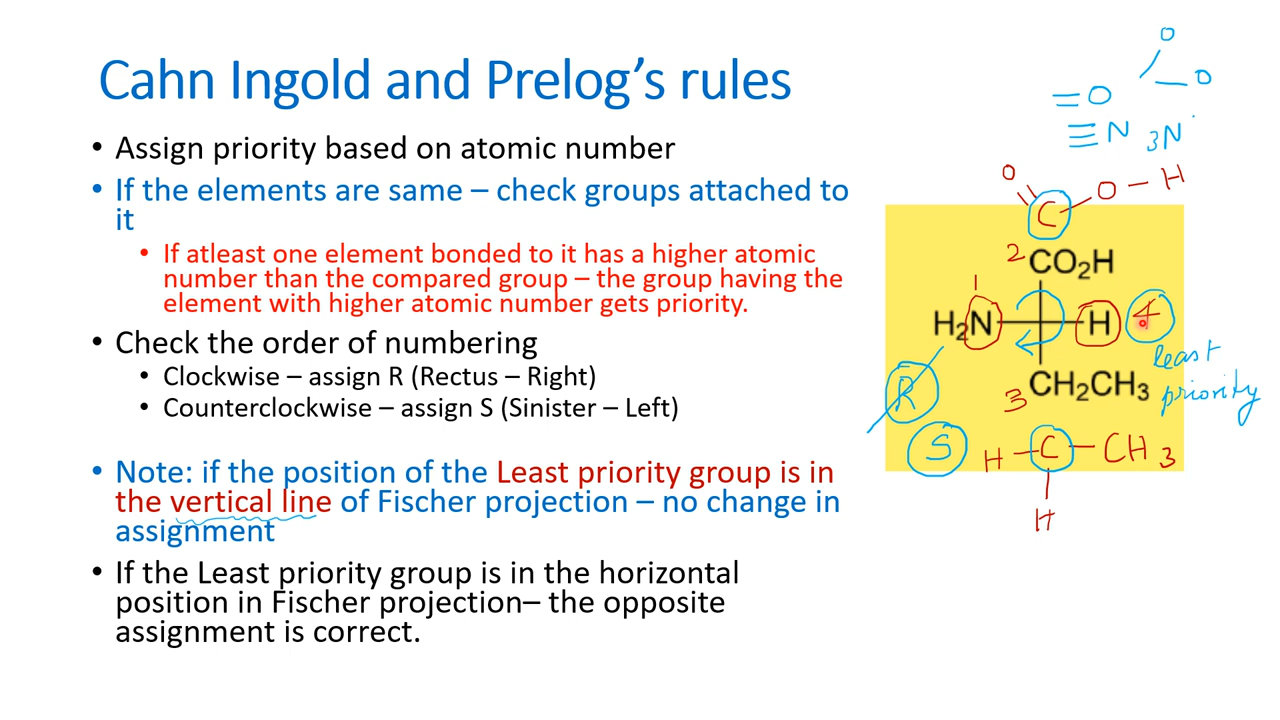 Cahn Ingold and Prelog's rules
• Assign priority based on atomic number
• If the elements are same – check groups attached to
it
• If atleast one element bonded to it has a higher atomic
number than the compared group – the group having the
element with higher atomic number gets priority.
• Check the order of numbering
• Clockwise – assign R (Rectus – Right)
• Counterclockwise – assign S (Sinister – Left)
• Note: if the position of the Least priority group is in
the vertical line of Fischer projection – no change in
assignment
• If the Least priority group is in the horizontal
position in Fischer projection– the opposite
assignment is correct.
O
O
=O
≡N 3N
O
C O – H
2 CO₂H
1
H₂N H 4
least
priority
R
3 CH₂CH₃
S
H – C – CH3
H